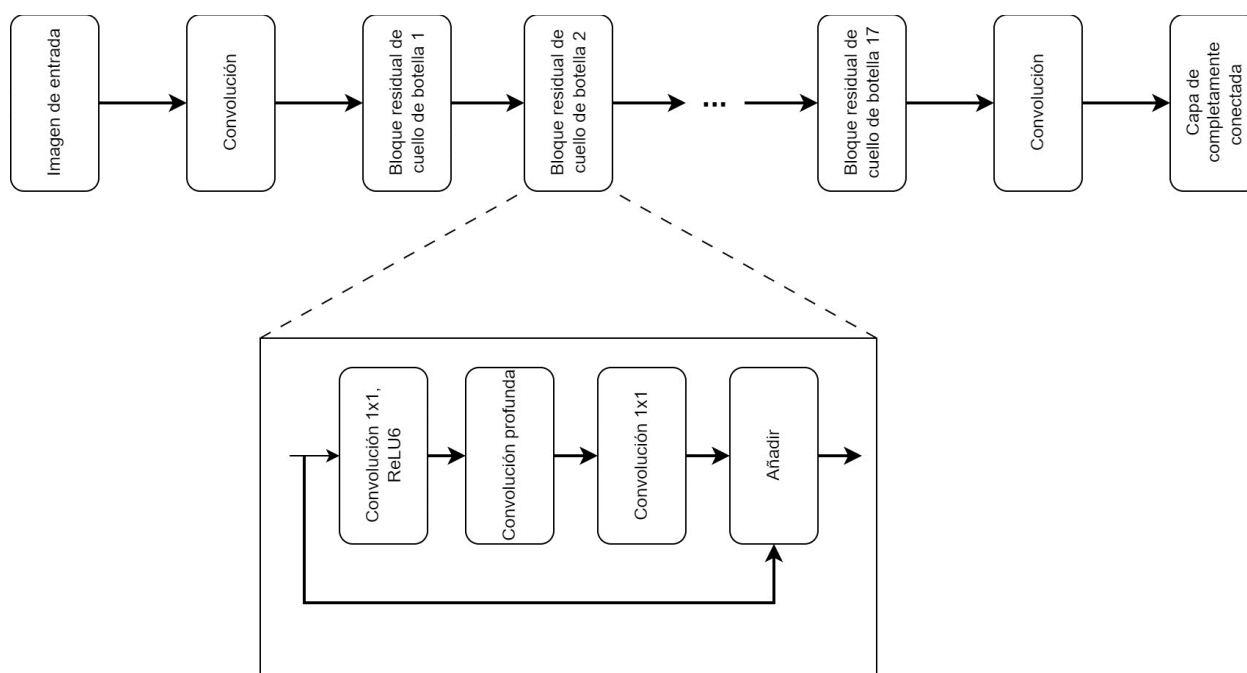 Imagen de entrada
Convolución
Bloque residual de
cuello de botella 1
Bloque residual de
cuello de botella 2
...
Bloque residual de
cuello de botella 17
Convolución
Capa de
completamente
conectada
Convolución 1x1,
ReLU6
Convolución profunda
Convolución 1x1
Añadir